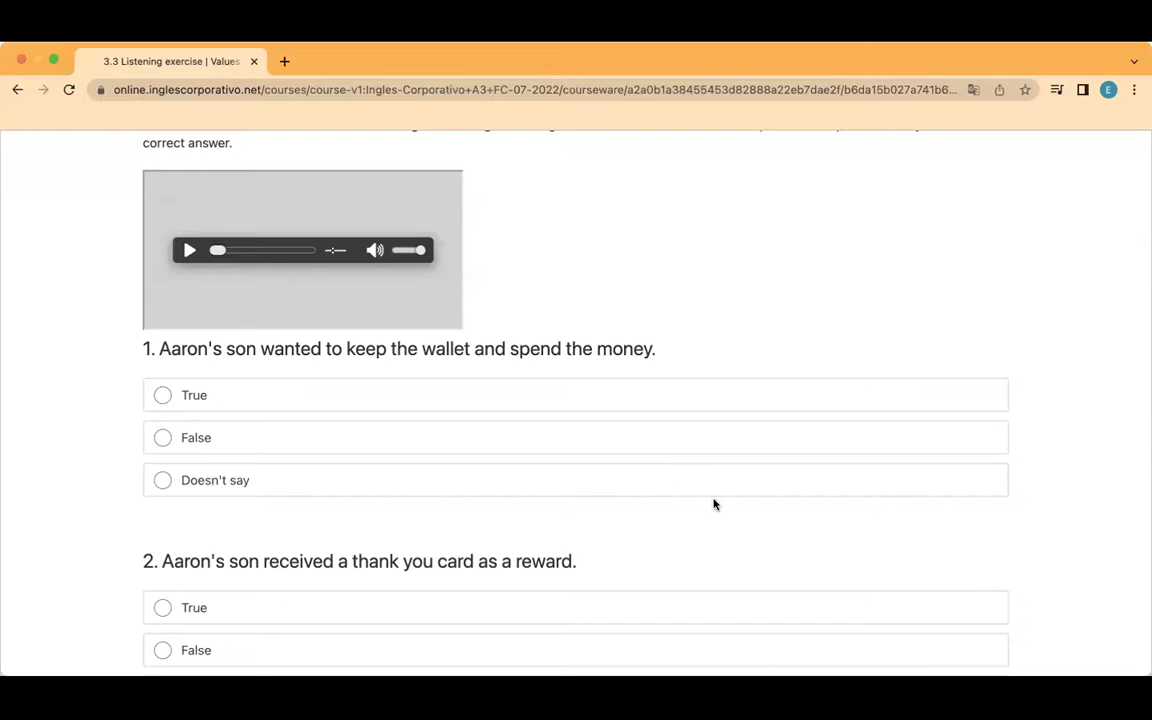 3.3 Listening exercise | Values
online.inglescorporativo.net/courses/course-v1:Ingles-Corporativo+A3+FC-07-2022/courseware/a2a0b1a38455453d82888a22eb7dae2f/b6da15b027a741b6...
E
correct answer.
1. Aaron's son wanted to keep the wallet and spend the money.
True
False
Doesn't say
2. Aaron's son received a thank you card as a reward.
True
False